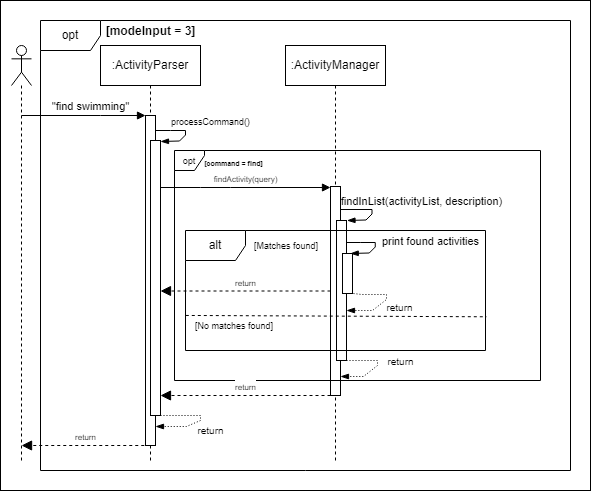 opt
[modeInput = 3]
:ActivityParser
:ActivityManager
"find swimming"
processCommand()
opt
[command = find]
findActivity(query)
findInList(activityList, description)
alt
[Matches found]
print found activities
return
return
[No matches found]
return
return
return
return